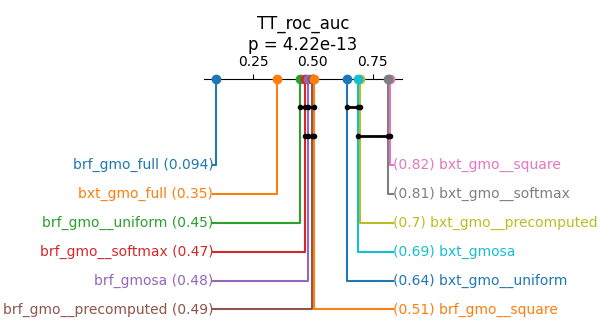 TT_roc_auc
p = 4.22e-13
0.25 0.50 0.75
brf_gmo_full (0.094) (0.82) bxt_gmo__square
bxt_gmo_full (0.35) (0.81) bxt_gmo__softmax
brf_gmo__uniform (0.45) (0.7) bxt_gmo__precomputed
brf_gmo__softmax (0.47) (0.69) bxt_gmosa
brf_gmosa (0.48) (0.64) bxt_gmo__uniform
brf_gmo__precomputed (0.49) (0.51) brf_gmo__square